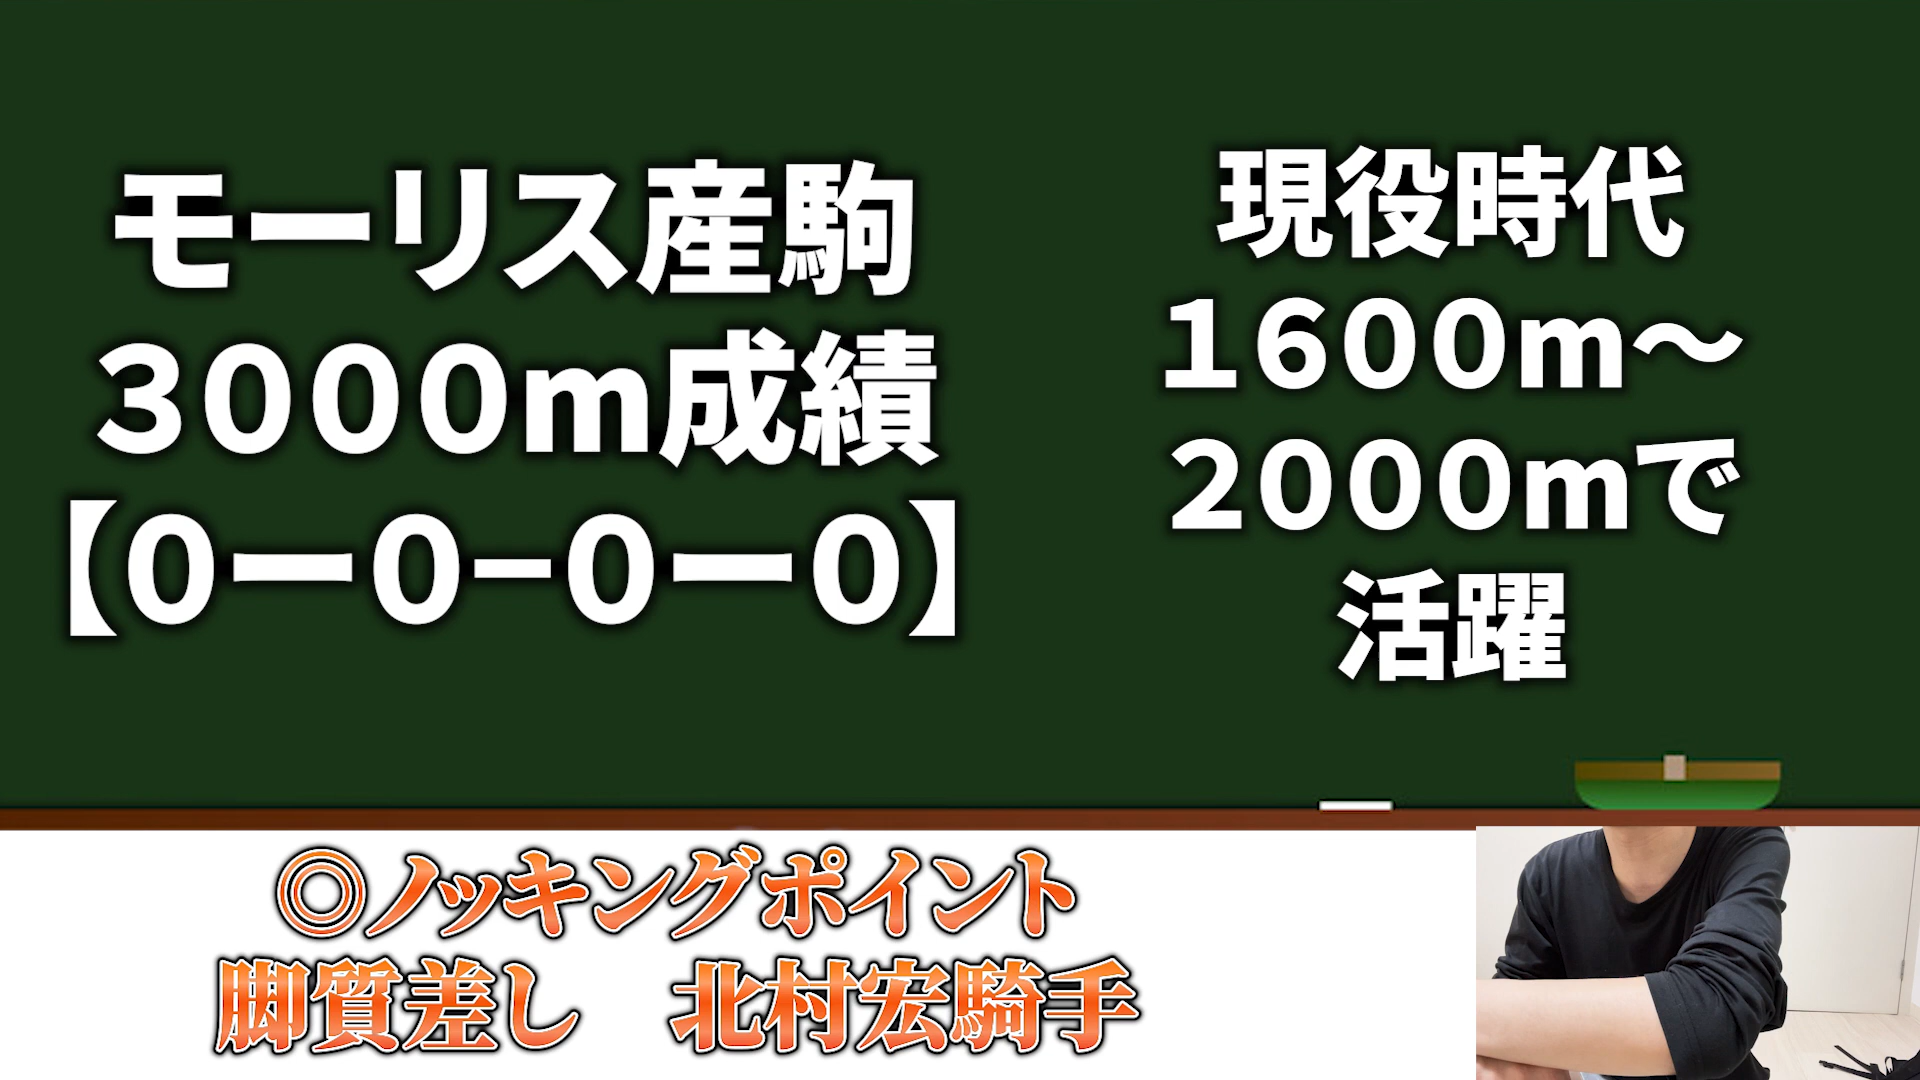 モーリス産駒
3000m成績
【0ー0−0ー0】
現役時代
1600m〜
2000mで
活躍
◎ノッキングポイント
脚質差し　北村宏騎手